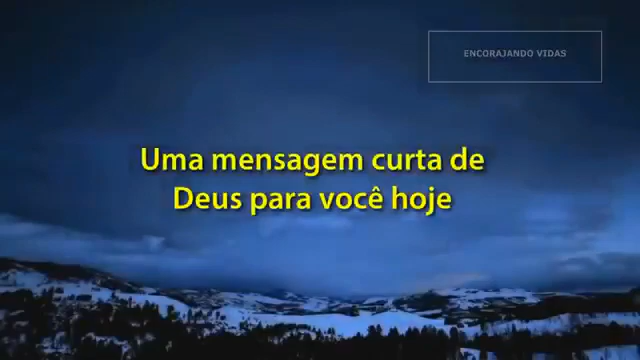 ENCORAJANDO VIDAS
Uma mensagem curta de
Deus para você hoje